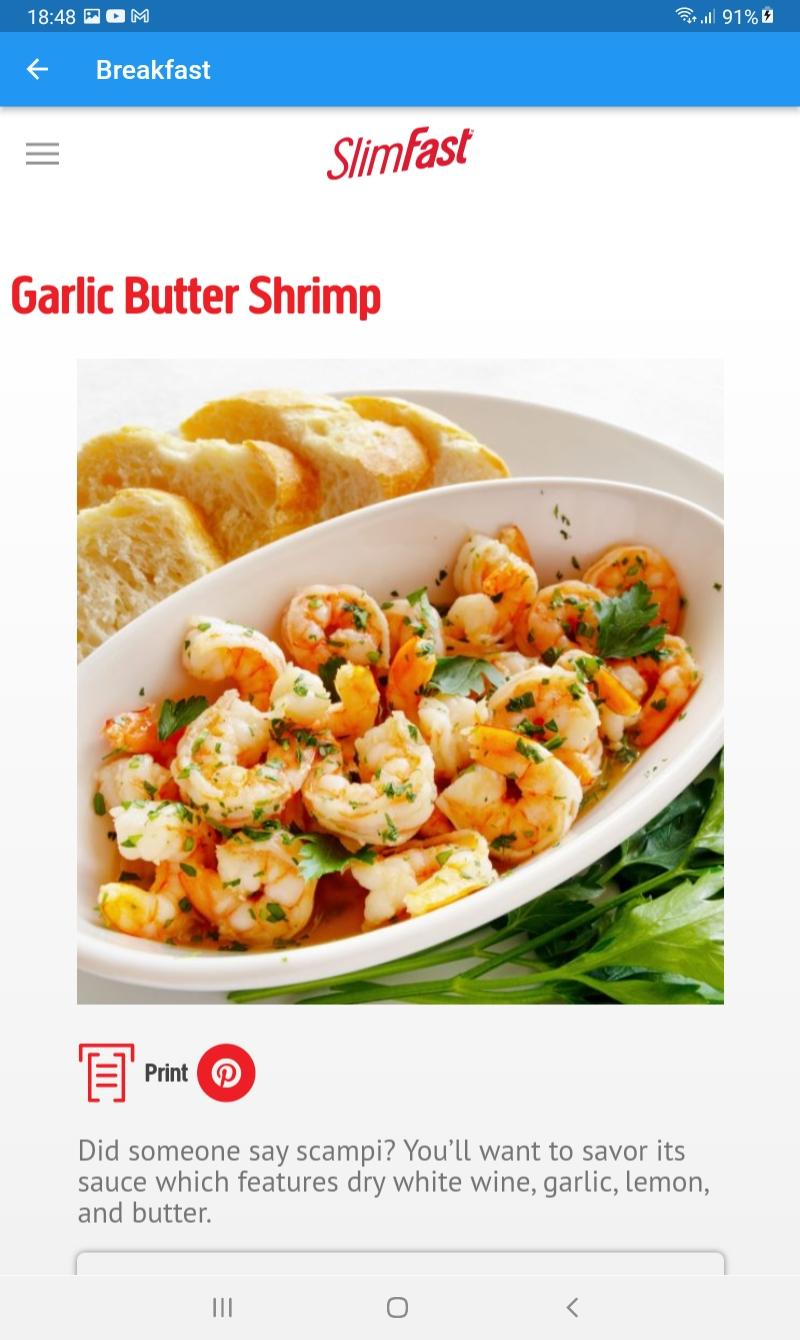 18:48 91%
Breakfast
SlimFast
Garlic Butter Shrimp
Print
Did someone say scampi? You’ll want to savor its
sauce which features dry white wine, garlic, lemon,
and butter.